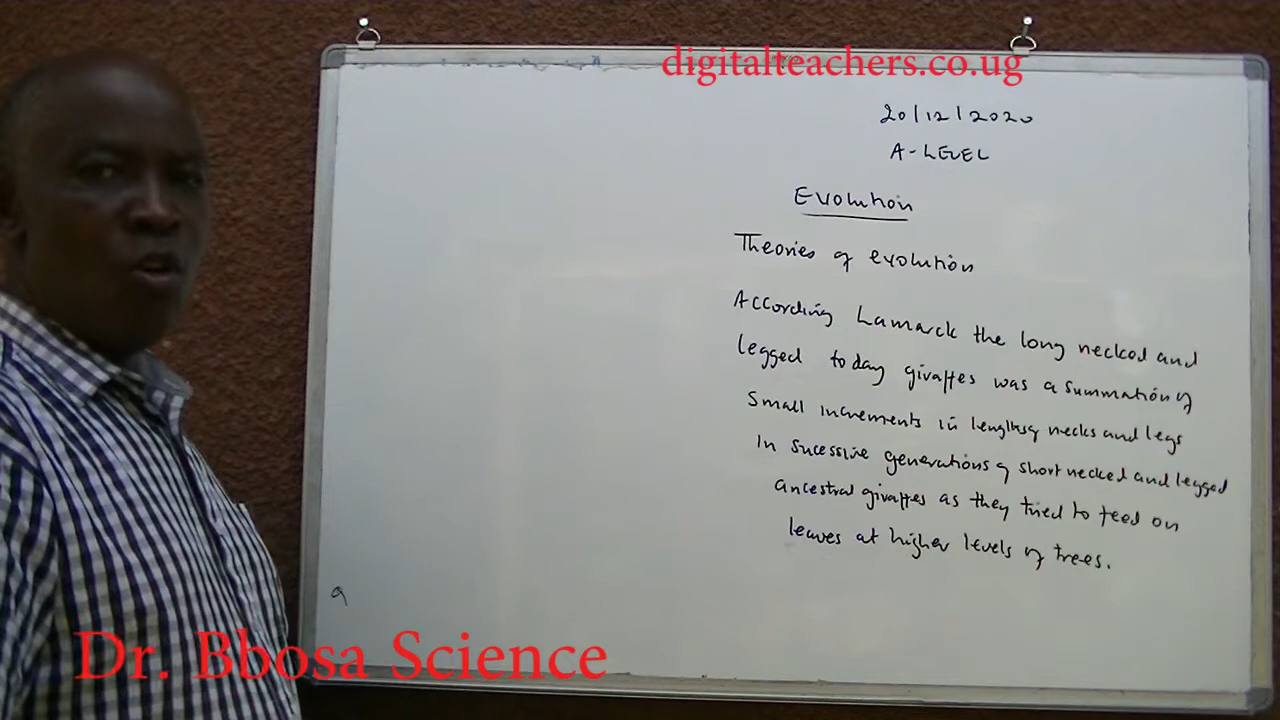 digitalteachers.co.ug
20/12/2020
A-LEVEL
Evolution
Theories of evolution
According Lamarck the long necked and
legged today giraffes was a summation of
small increments in lengths of necks and legs
in sucessive generations of short necked and legged
ancestral giraffes as they tried to feed on
leaves at higher levels of trees.
Dr. Bbosa Science